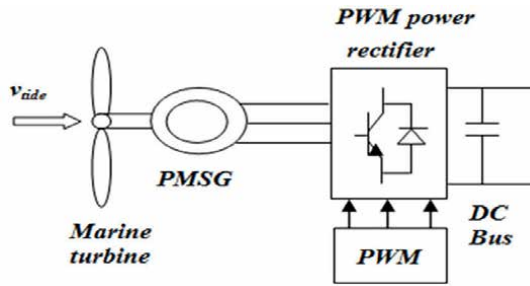 PWM power
rectifier
v_tide
PMSG
Marine
turbine
DC
Bus
PWM